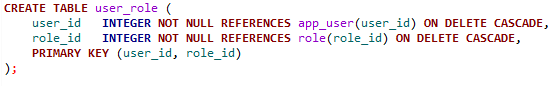 CREATE TABLE user_role (
    user_id   INTEGER NOT NULL REFERENCES app_user(user_id) ON DELETE CASCADE,
    role_id   INTEGER NOT NULL REFERENCES role(role_id) ON DELETE CASCADE,
    PRIMARY KEY (user_id, role_id)
);